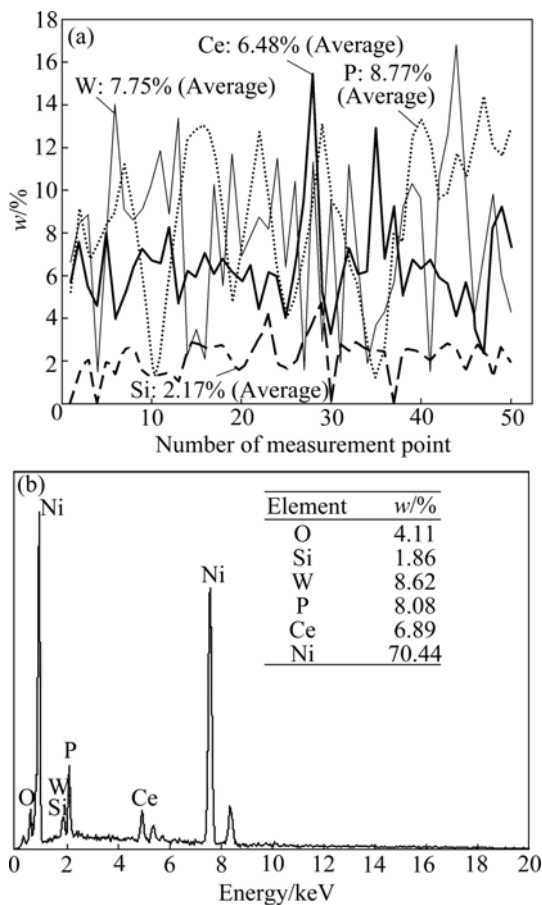 (a)
Ce: 6.48% (Average)
W: 7.75% (Average)
P: 8.77%
(Average)
Si: 2.17% (Average)
w/%
18
16
14
12
10
8
6
4
2
0
10 20 30 40 50
Number of measurement point
(b)
Ni
Element w/%
O 4.11
Si 1.86
W 8.62
P 8.08
Ce 6.89
Ni 70.44
Ni
P
W
Si
O
Ce
0 2 4 6 8 10 12 14 16 18 20
Energy/keV